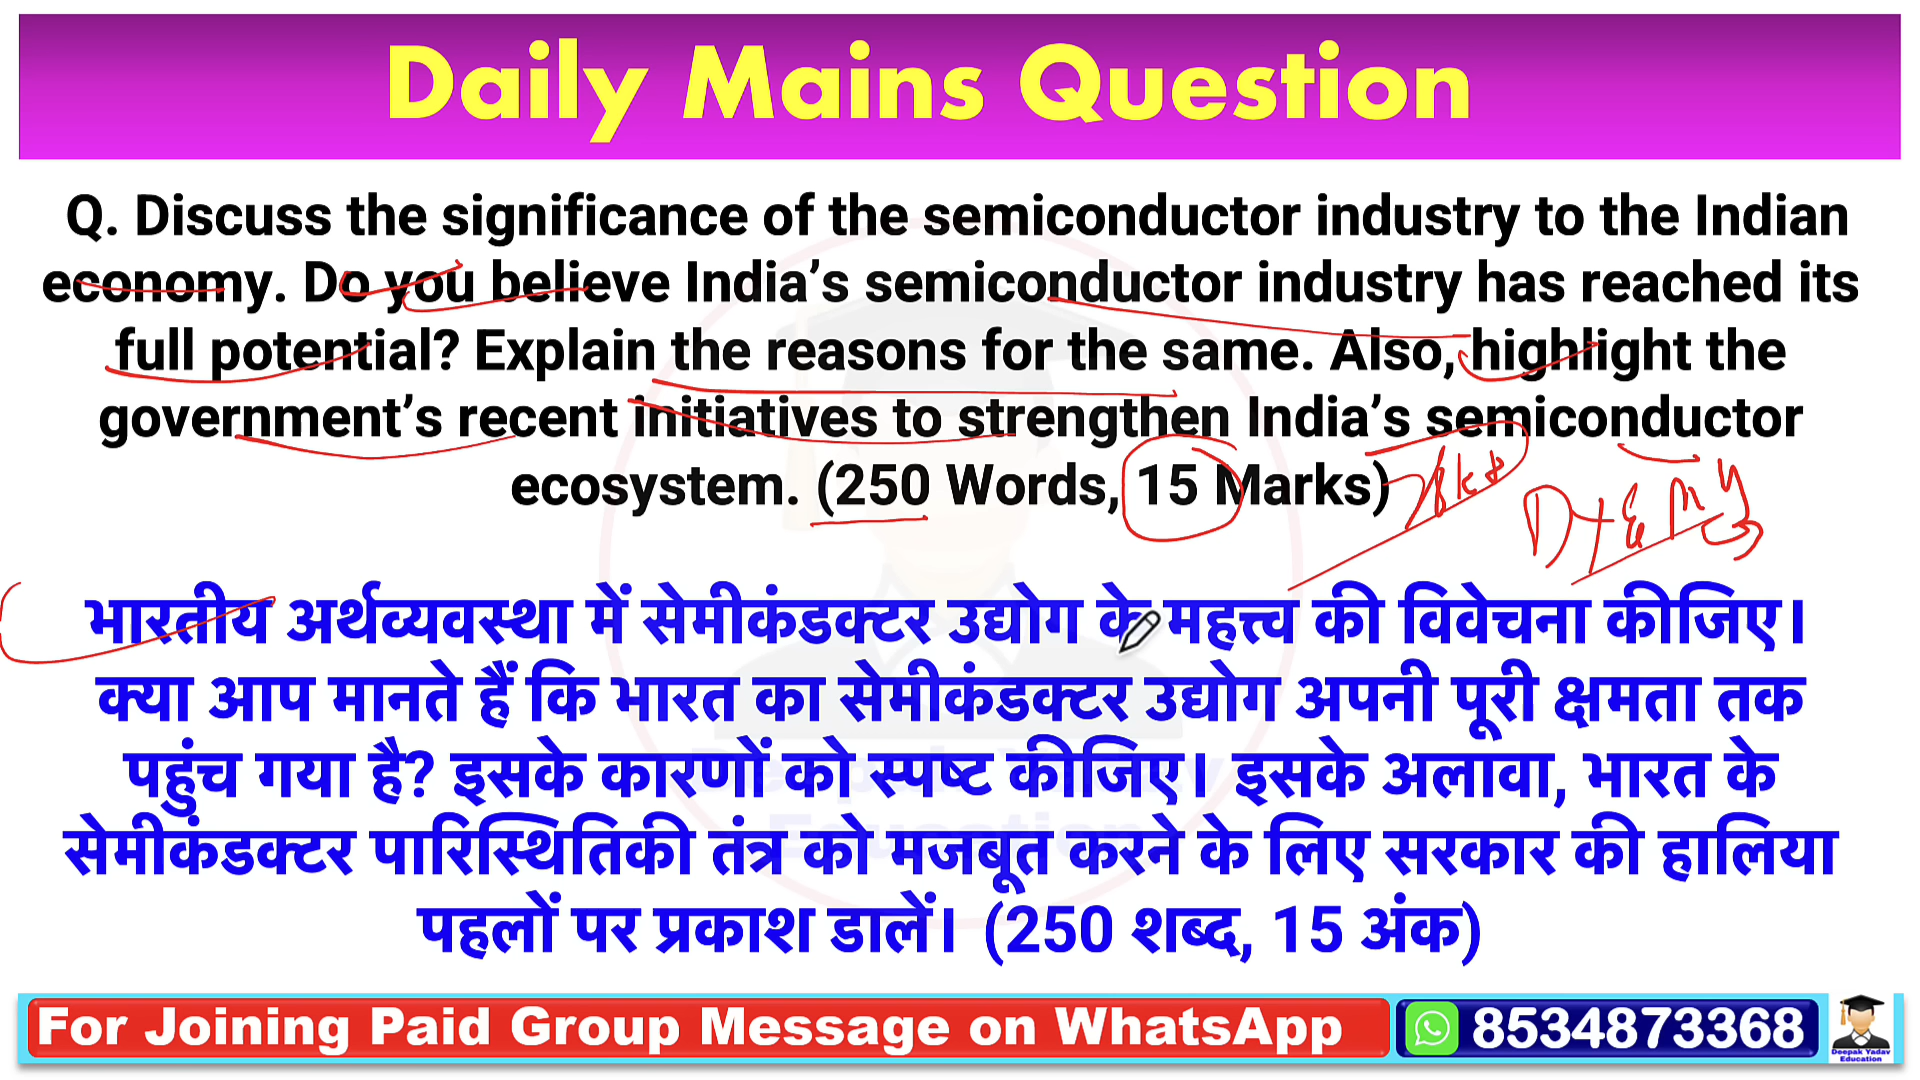 Daily Mains Question
Q. Discuss the significance of the semiconductor industry to the Indian
economy. Do you believe India’s semiconductor industry has reached its
full potential? Explain the reasons for the same. Also, highlight the
government’s recent initiatives to strengthen India’s semiconductor
ecosystem. (250 Words, 15 Marks)
भारतीय अर्थव्यवस्था में सेमीकंडक्टर उद्योग के महत्त्व की विवेचना कीजिए।
क्या आप मानते हैं कि भारत का सेमीकंडक्टर उद्योग अपनी पूरी क्षमता तक
पहुंच गया है? इसके कारणों को स्पष्ट कीजिए। इसके अलावा, भारत के
सेमीकंडक्टर पारिस्थितिकी तंत्र को मजबूत करने के लिए सरकार की हालिया
पहलों पर प्रकाश डालें। (250 शब्द, 15 अंक)
For Joining Paid Group Message on WhatsApp
8534873368
Deepak Yadav
Education